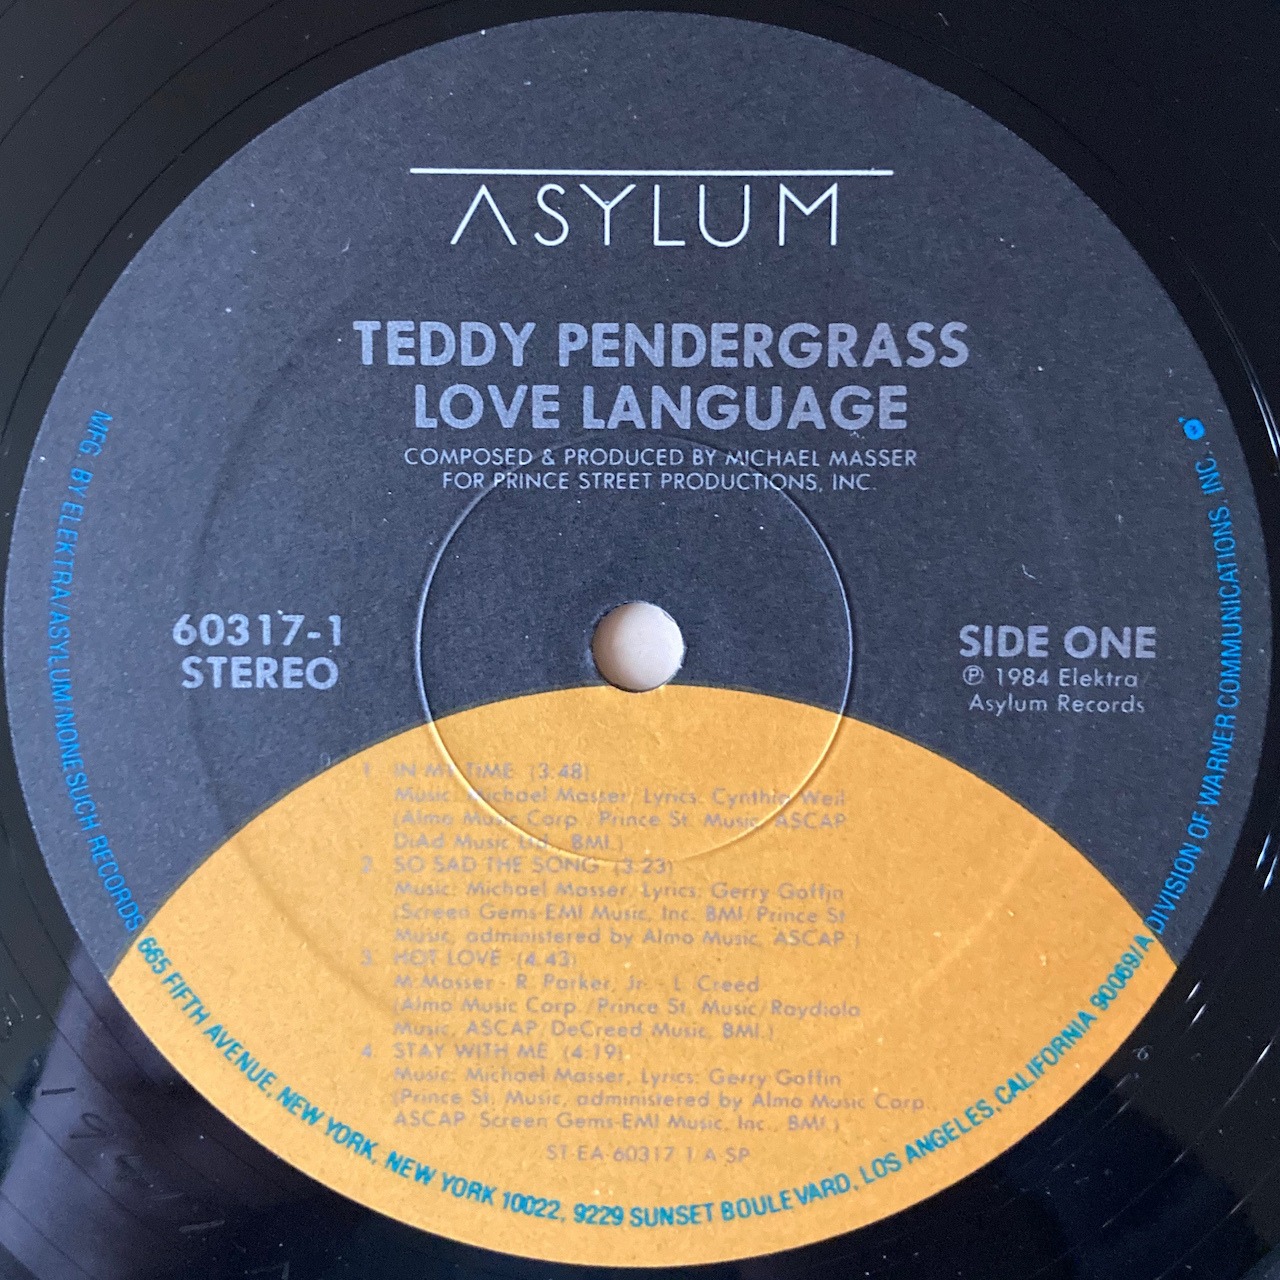 ASYLUM
TEDDY PENDERGRASS
LOVE LANGUAGE
COMPOSED & PRODUCED BY MICHAEL MASSER
FOR PRINCE STREET PRODUCTIONS, INC.
60317-1
STEREO
SIDE ONE
℗ 1984 Elektra/
Asylum Records
1. IN MY TIME (3:48)
Music: Michael Masser/Lyrics: Cynthia Weil
(Almo Music Corp./Prince St. Music, ASCAP
DiAd Music Ltd., BMI.)
2. SO SAD THE SONG (3:23)
Music: Michael Masser, Lyrics: Gerry Goffin
(Screen Gems-EMI Music, Inc. BMI/Prince St.
Music, administered by Almo Music, ASCAP.)
3. HOT LOVE (4:43)
M. Masser - R. Parker, Jr. - L. Creed
(Almo Music Corp./Prince St. Music/Raydiola
Music, ASCAP/DeCreed Music, BMI.)
4. STAY WITH ME (4:19)
Music: Michael Masser, Lyrics: Gerry Goffin
(Prince St. Music, administered by Almo Music Corp.
ASCAP/Screen Gems-EMI Music, Inc., BMI.)
ST-EA-60317 1 A SP
MFG. BY ELEKTRA/ASYLUM/NONESUCH RECORDS, 665 FIFTH AVENUE, NEW YORK, NEW YORK 10022, 9229 SUNSET BOULEVARD, LOS ANGELES, CALIFORNIA 90069/A DIVISION OF WARNER COMMUNICATIONS, INC.